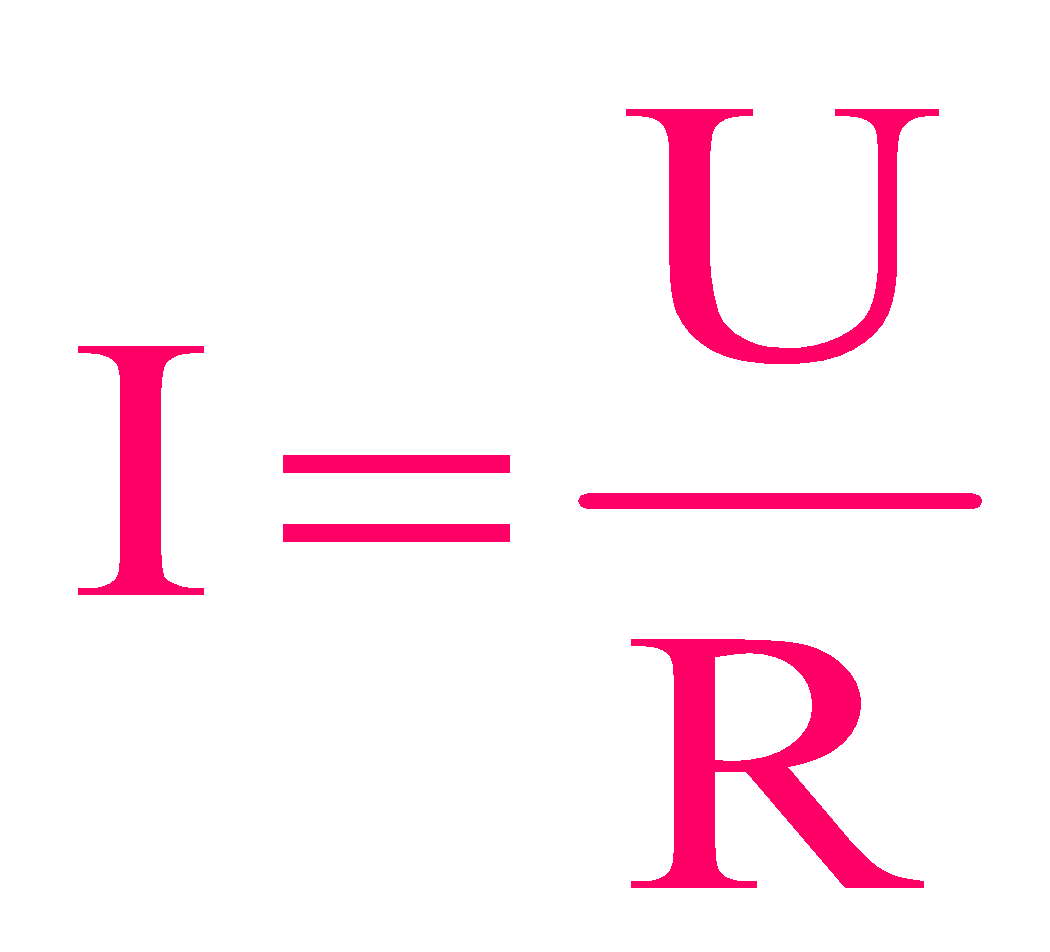 I = U/R